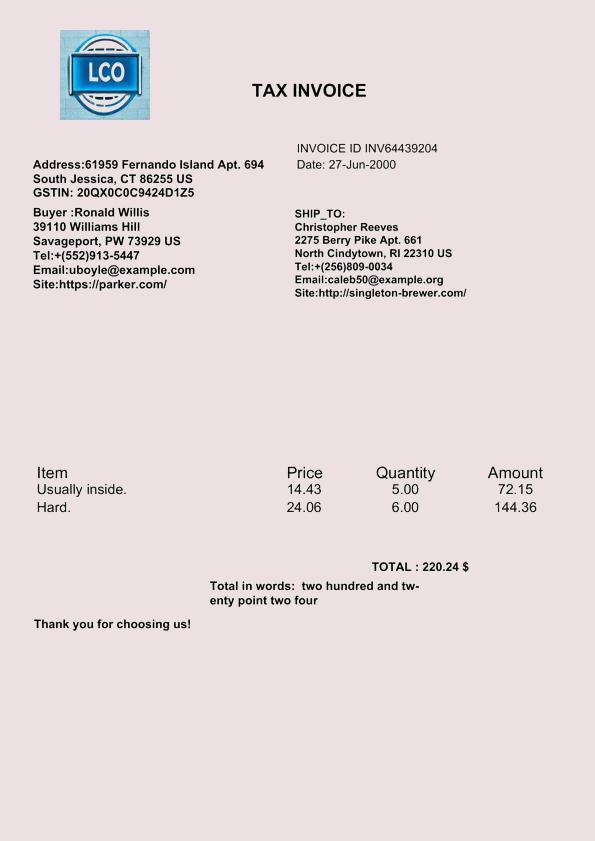 LCO
TAX INVOICE
INVOICE ID INV64439204
Date: 27-Jun-2000
Address:61959 Fernando Island Apt. 694
South Jessica, CT 86255 US
GSTIN: 20QX0C0C9424D1Z5
Buyer :Ronald Willis
39110 Williams Hill
Savageport, PW 73929 US
Tel:+(552)913-5447
Email:uboyle@example.com
Site:https://parker.com/
SHIP_TO:
Christopher Reeves
2275 Berry Pike Apt. 661
North Cindytown, RI 22310 US
Tel:+(256)809-0034
Email:caleb50@example.org
Site:http://singleton-brewer.com/
Item Price Quantity Amount
Usually inside. 14.43 5.00 72.15
Hard. 24.06 6.00 144.36
TOTAL : 220.24 $
Total in words: two hundred and tw-
enty point two four
Thank you for choosing us!